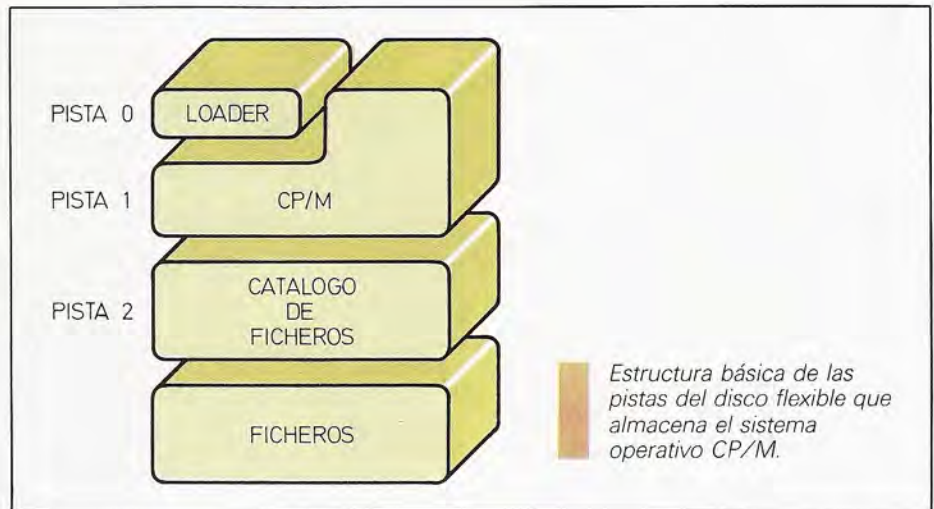 PISTA 0
LOADER
PISTA 1
CP/M
PISTA 2
CATALOGO
DE
FICHEROS
FICHEROS
Estructura básica de las
pistas del disco flexible que
almacena el sistema
operativo CP/M.